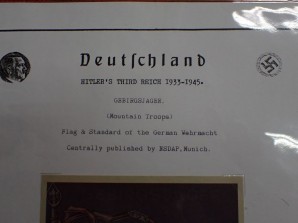 Deutſchland
HITLER'S THIRD REICH 1933-1945.
GEBIRGSJAGER.
(Mountain Troops)
Flag & Standard of the German Wehrmacht
Centrally published by NSDAP, Munich.